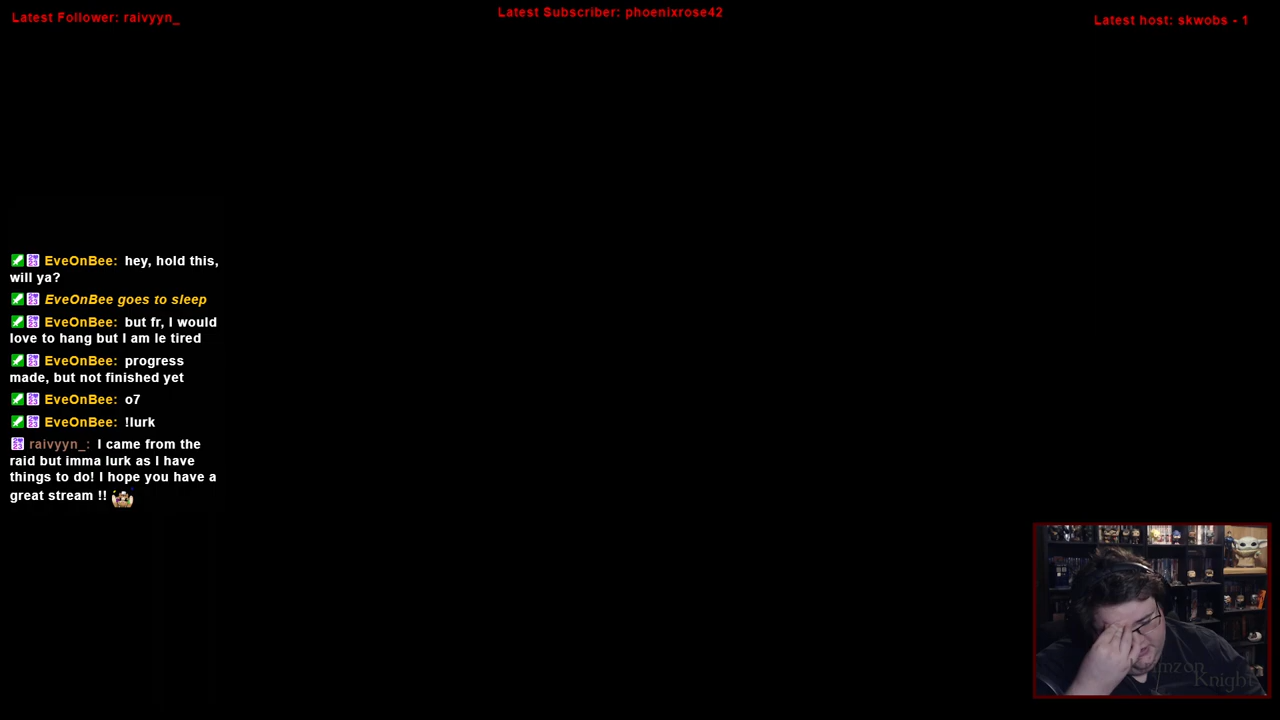 Latest Follower: raivyyn_
Latest Subscriber: phoenixrose42
Latest host: skwobs - 1
EveOnBee: hey, hold this,
will ya?
EveOnBee goes to sleep
EveOnBee: but fr, I would
love to hang but I am le tired
EveOnBee: progress
made, but not finished yet
EveOnBee: o7
EveOnBee: !lurk
raivyyn_: I came from the
raid but imma lurk as I have
things to do! I hope you have a
great stream !!
Knight